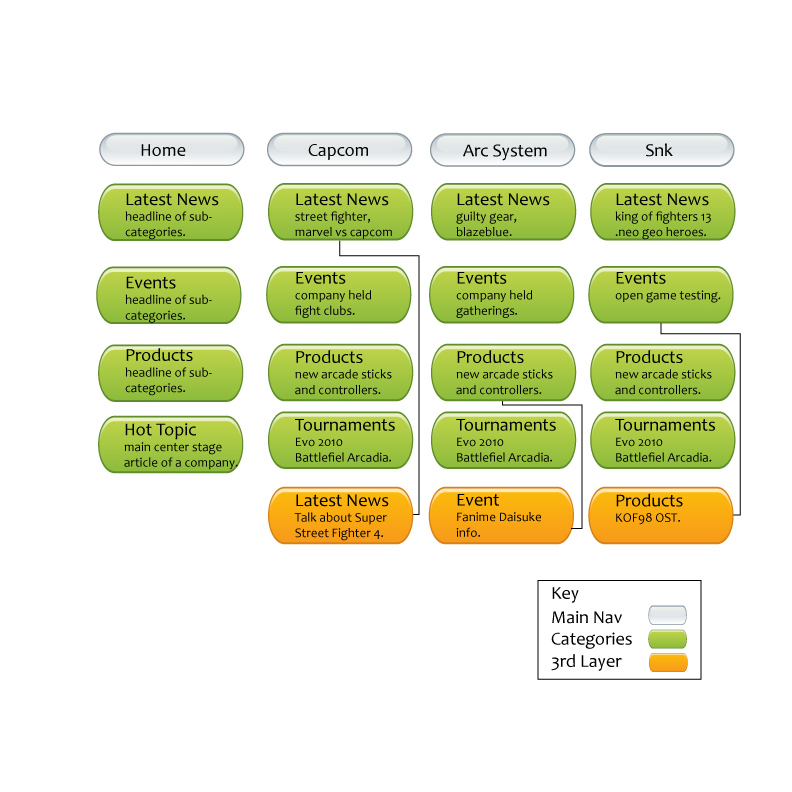 Home
Capcom
Arc System
Snk
Latest News
headline of sub-
categories.
Latest News
street fighter,
marvel vs capcom
Latest News
guilty gear,
blazeblue.
Latest News
king of fighters 13
.neo geo heroes.
Events
headline of sub-
categories.
Events
company held
fight clubs.
Events
company held
gatherings.
Events
open game testing.
Products
headline of sub-
categories.
Products
new arcade sticks
and controllers.
Products
new arcade sticks
and controllers.
Products
new arcade sticks
and controllers.
Hot Topic
main center stage
article of a company.
Tournaments
Evo 2010
Battlefiel Arcadia.
Tournaments
Evo 2010
Battlefiel Arcadia.
Tournaments
Evo 2010
Battlefiel Arcadia.
Latest News
Talk about Super
Street Fighter 4.
Event
Fanime Daisuke
info.
Products
KOF98 OST.
Key
Main Nav
Categories
3rd Layer